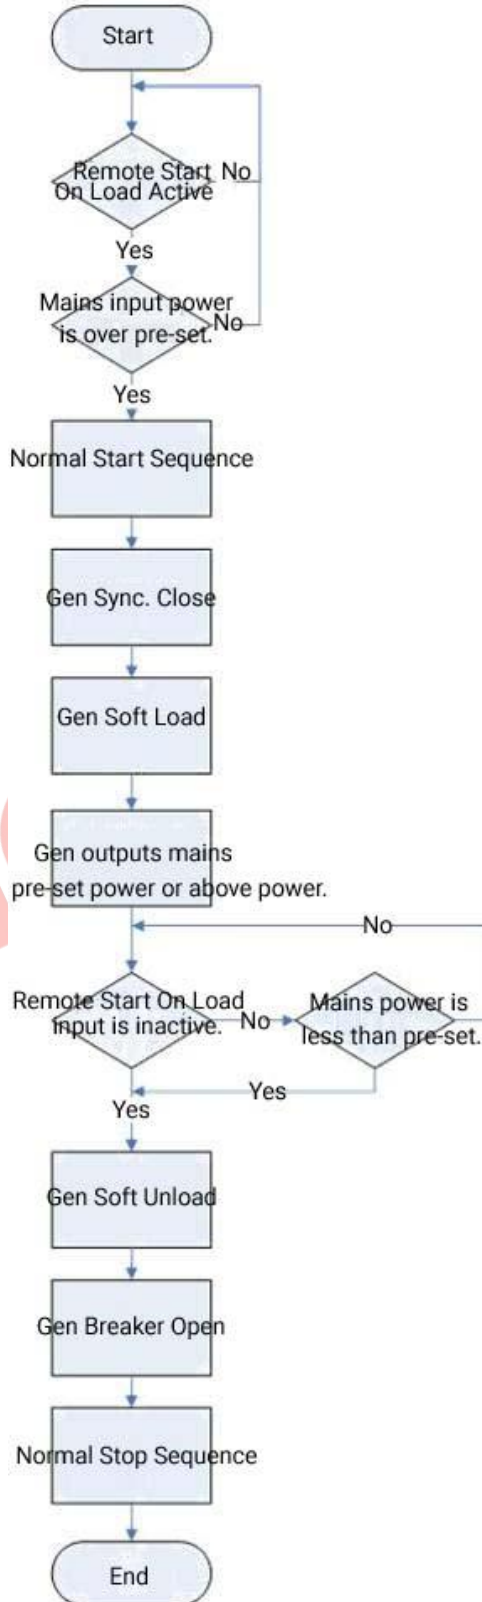 Start
Remote Start
On Load Active
No
Yes
Mains input power
is over pre-set.
No
Yes
Normal Start Sequence
Gen Sync. Close
Gen Soft Load
Gen outputs mains
pre-set power or above power.
No
Remote Start On Load
input is inactive.
No
Mains power is
less than pre-set.
Yes
Yes
Gen Soft Unload
Gen Breaker Open
Normal Stop Sequence
End